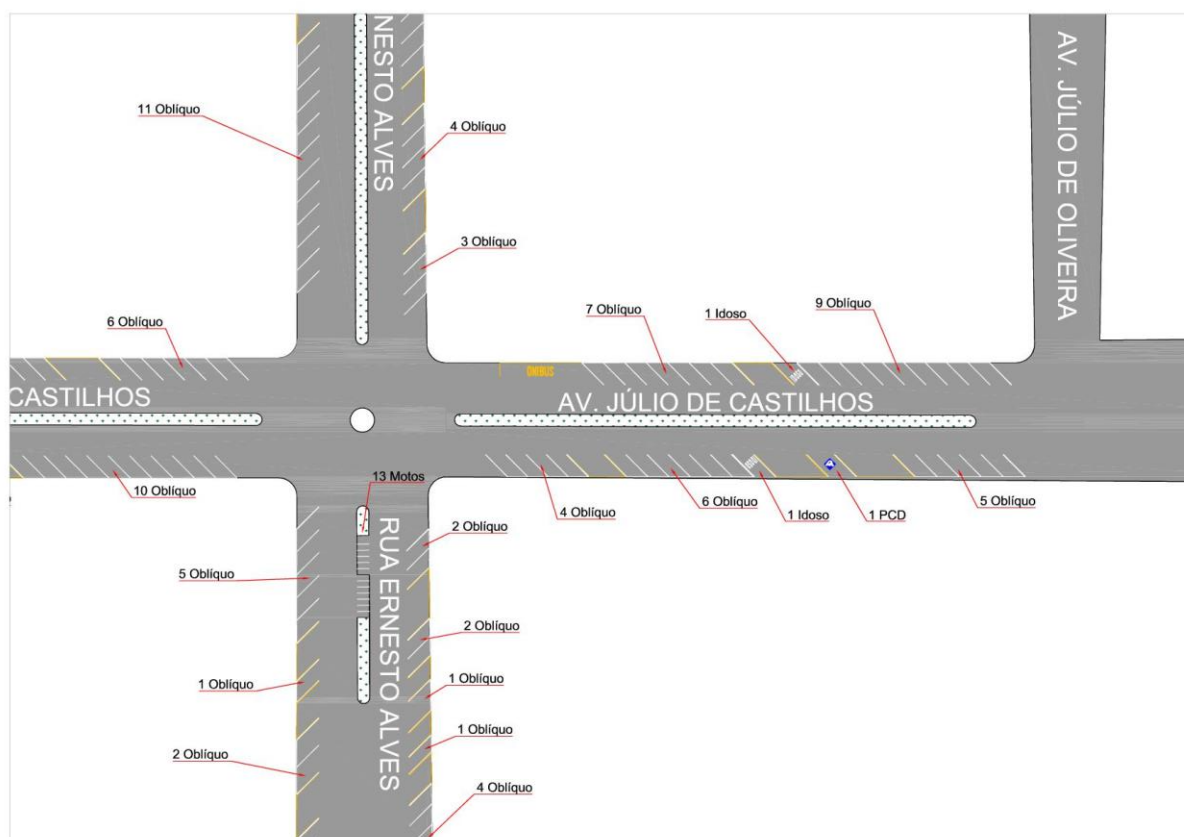 NESTO ALVES
AV. JÚLIO DE OLIVEIRA
11 Oblíquo
4 Oblíquo
3 Oblíquo
6 Oblíquo
7 Oblíquo
1 Idoso
9 Oblíquo
ÔNIBUS
CASTILHOS
AV. JÚLIO DE CASTILHOS
10 Oblíquo
13 Motos
4 Oblíquo
6 Oblíquo
1 Idoso
1 PCD
5 Oblíquo
RUA ERNESTO ALVES
2 Oblíquo
5 Oblíquo
2 Oblíquo
1 Oblíquo
1 Oblíquo
1 Oblíquo
2 Oblíquo
4 Oblíquo